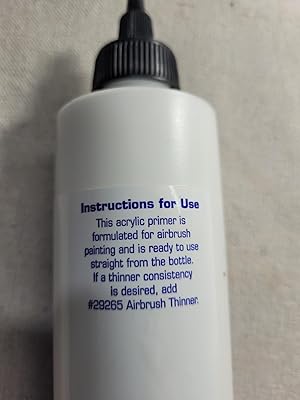 Instructions for Use
This acrylic primer is
formulated for airbrush
painting and is ready to use
straight from the bottle.
If a thinner consistency
is desired, add
#29265 Airbrush Thinner.